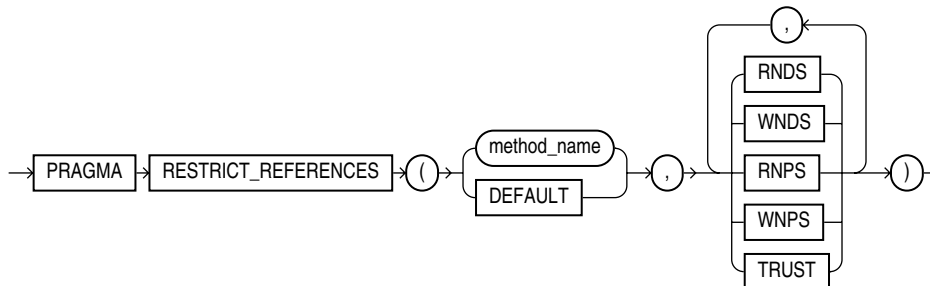 ,
RNDS
method_name
WNDS
PRAGMA RESTRICT_REFERENCES ( , RNPS )
DEFAULT
WNPS
TRUST